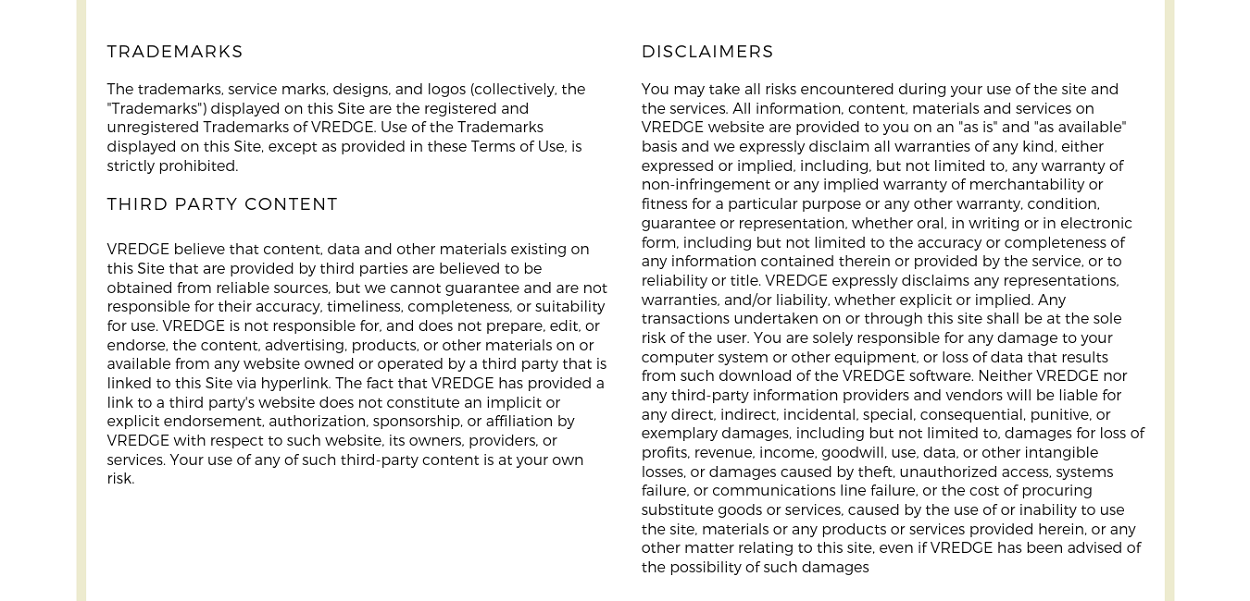 TRADEMARKS
The trademarks, service marks, designs, and logos (collectively, the
"Trademarks") displayed on this Site are the registered and
unregistered Trademarks of VREDGE. Use of the Trademarks
displayed on this Site, except as provided in these Terms of Use, is
strictly prohibited.
THIRD PARTY CONTENT
VREDGE believe that content, data and other materials existing on
this Site that are provided by third parties are believed to be
obtained from reliable sources, but we cannot guarantee and are not
responsible for their accuracy, timeliness, completeness, or suitability
for use. VREDGE is not responsible for, and does not prepare, edit, or
endorse, the content, advertising, products, or other materials on or
available from any website owned or operated by a third party that is
linked to this Site via hyperlink. The fact that VREDGE has provided a
link to a third party's website does not constitute an implicit or
explicit endorsement, authorization, sponsorship, or affiliation by
VREDGE with respect to such website, its owners, providers, or
services. Your use of any of such third-party content is at your own
risk.
DISCLAIMERS
You may take all risks encountered during your use of the site and
the services. All information, content, materials and services on
VREDGE website are provided to you on an "as is" and "as available"
basis and we expressly disclaim all warranties of any kind, either
expressed or implied, including, but not limited to, any warranty of
non-infringement or any implied warranty of merchantability or
fitness for a particular purpose or any other warranty, condition,
guarantee or representation, whether oral, in writing or in electronic
form, including but not limited to the accuracy or completeness of
any information contained therein or provided by the service, or to
reliability or title. VREDGE expressly disclaims any representations,
warranties, and/or liability, whether explicit or implied. Any
transactions undertaken on or through this site shall be at the sole
risk of the user. You are solely responsible for any damage to your
computer system or other equipment, or loss of data that results
from such download of the VREDGE software. Neither VREDGE nor
any third-party information providers and vendors will be liable for
any direct, indirect, incidental, special, consequential, punitive, or
exemplary damages, including but not limited to, damages for loss of
profits, revenue, income, goodwill, use, data, or other intangible
losses, or damages caused by theft, unauthorized access, systems
failure, or communications line failure, or the cost of procuring
substitute goods or services, caused by the use of or inability to use
the site, materials or any products or services provided herein, or any
other matter relating to this site, even if VREDGE has been advised of
the possibility of such damages